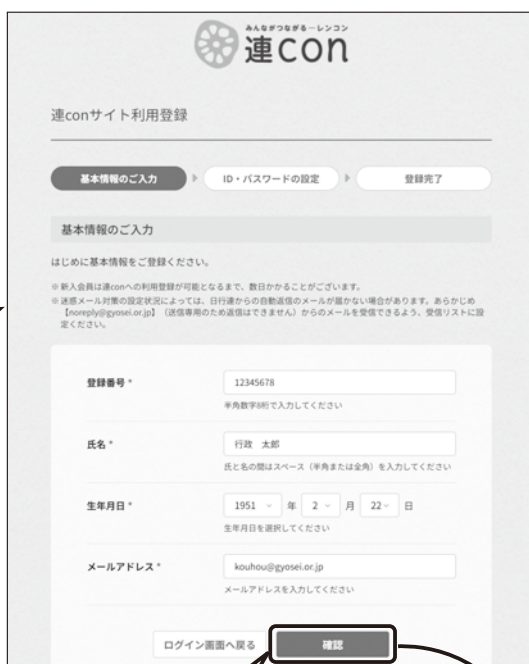 みんながつながる―レンコン
連con
連conサイト利用登録
基本情報のご入力
ID・パスワードの設定
登録完了
基本情報のご入力
はじめに基本情報をご登録ください。
※新入会員は連conへの利用登録が可能となるまで、数日かかることがございます。
※迷惑メール対策の設定状況によっては、日行連からの自動返信のメールが届かない場合があります。あらかじめ
【noreply@gyosei.or.jp】（送信専用のため返信はできません）からのメールを受信できるよう、受信リストに設
定ください。
登録番号 *
12345678
半角数字8桁で入力してください
氏名 *
行政 太郎
氏と名の間はスペース（半角または全角）を入力してください
生年月日 *
1951 年 2 月 22 日
生年月日を選択してください
メールアドレス *
kouhou@gyosei.or.jp
メールアドレスを入力してください
ログイン画面へ戻る
確認